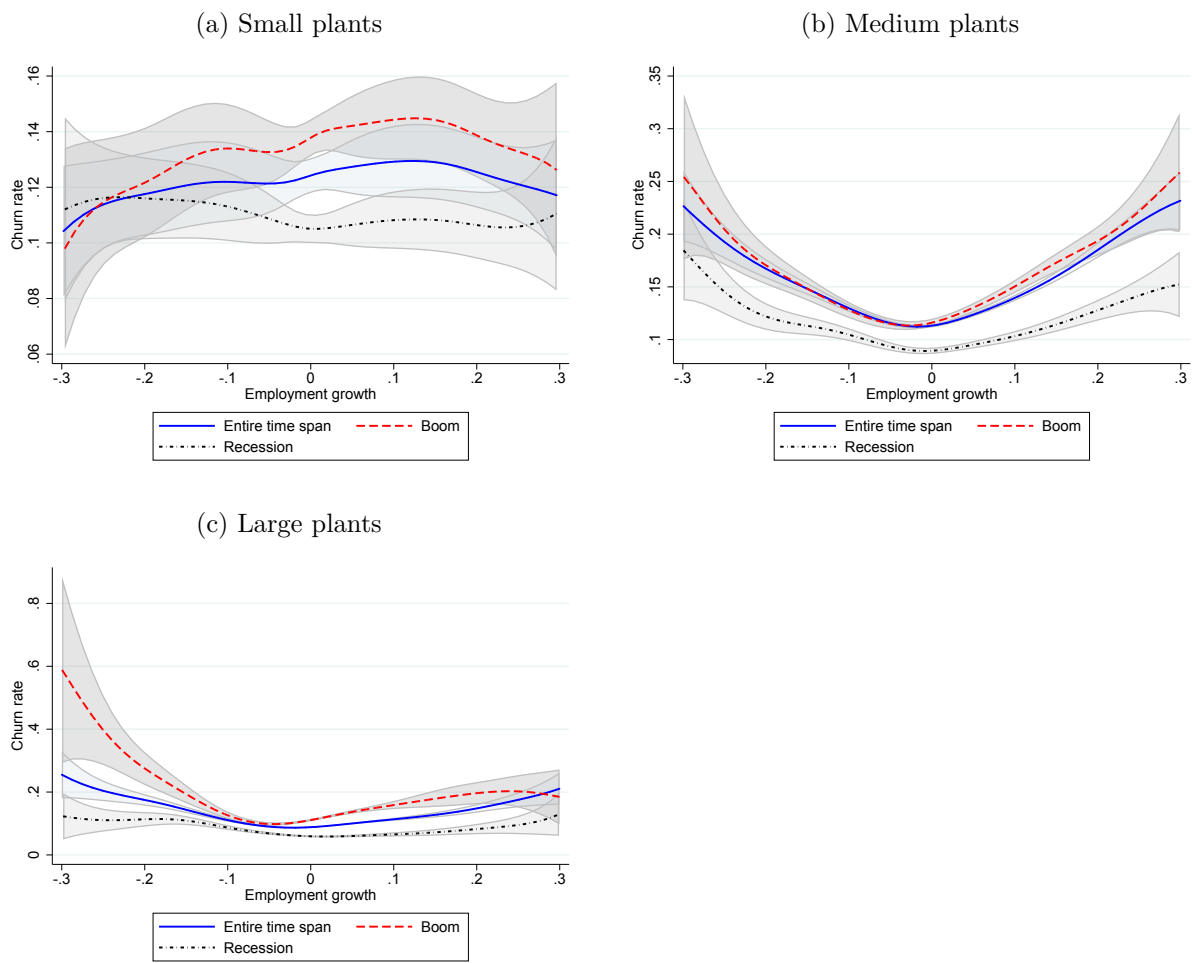 (a) Small plants
.16
.14
.12
.1
.08
.06
Churn rate
-.3 -.2 -.1 0 .1 .2 .3
Employment growth
Entire time span Boom
Recession
(b) Medium plants
.35
.3
.25
.2
.15
.1
Churn rate
-.3 -.2 -.1 0 .1 .2 .3
Employment growth
Entire time span Boom
Recession
(c) Large plants
.8
.6
.4
.2
0
Churn rate
-.3 -.2 -.1 0 .1 .2 .3
Employment growth
Entire time span Boom
Recession